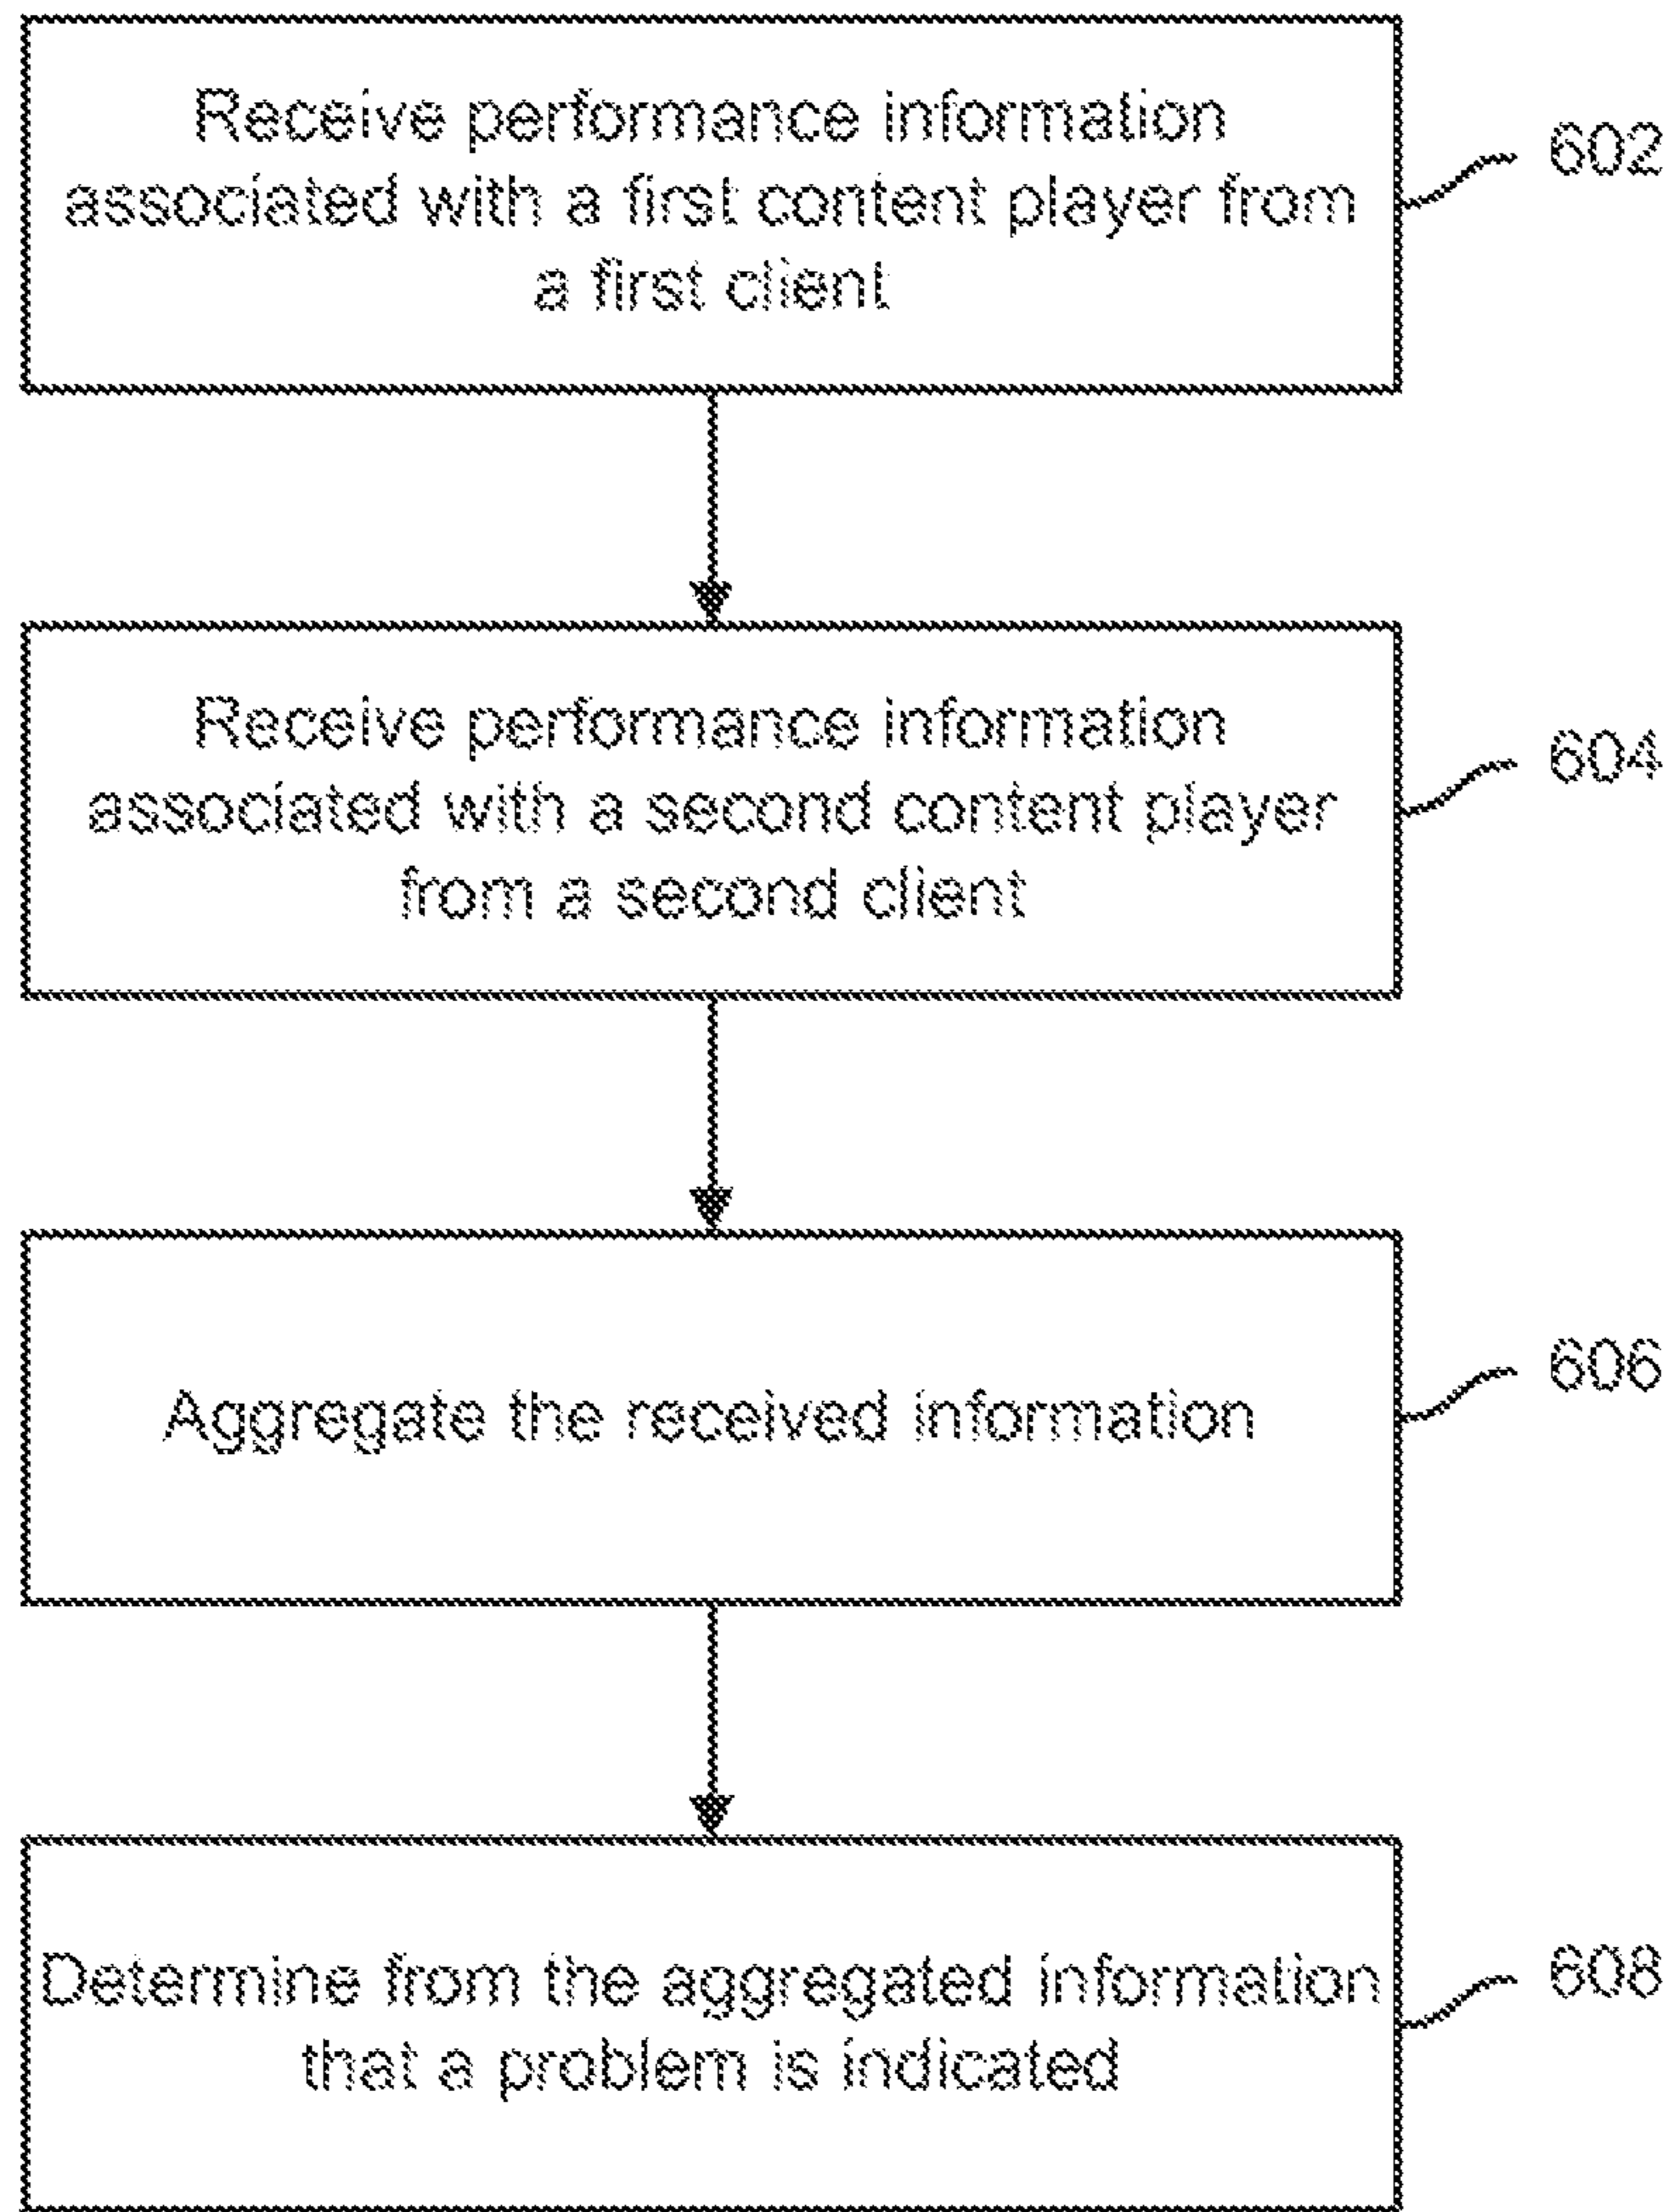 Receive performance information
associated with a first content player from
a first client
602
Receive performance information
associated with a second content player
from a second client
604
Aggregate the received information
606
Determine from the aggregated information
that a problem is indicated
608